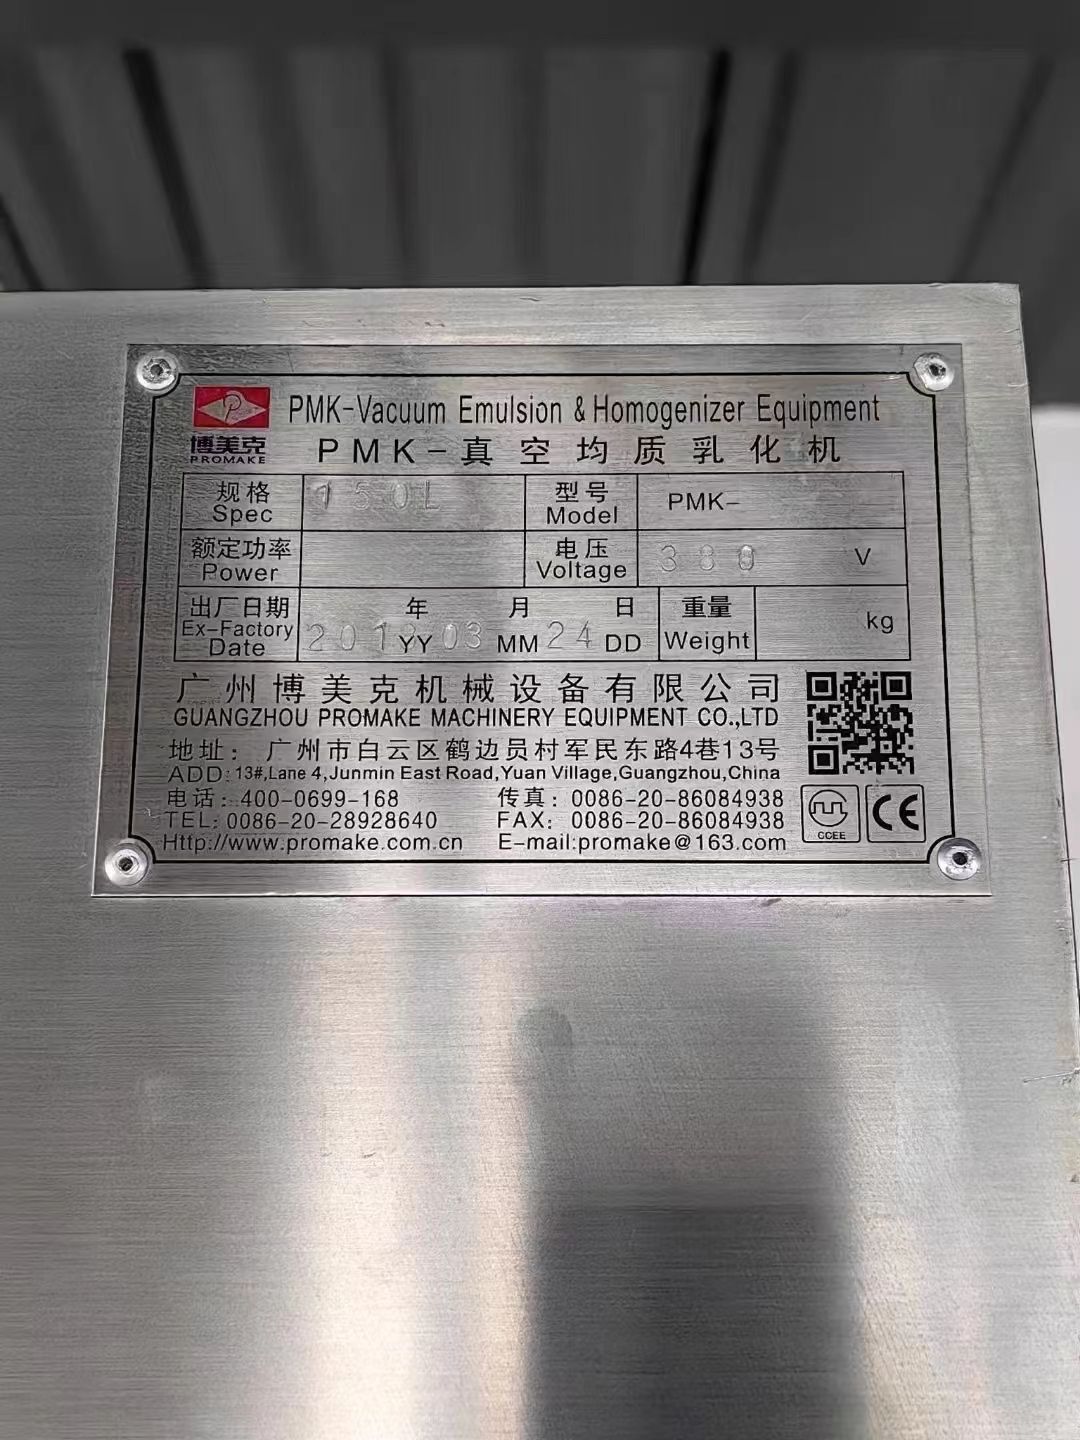 PMK-Vacuum Emulsion & Homogenizer Equipment
博美克
PROMAKE
PMK-真空均质乳化机
规格 150L 型号 PMK-
Spec Model
额定功率 电压 380 V
Power Voltage
出厂日期 年 月 日 重量 kg
Ex-Factory Date YY 03 MM 24 DD Weight
广州博美克机械设备有限公司
GUANGZHOU PROMAKE MACHINERY EQUIPMENT CO.,LTD
地址：广州市白云区鹤边员村军民东路4巷13号
ADD: 13#,Lane 4,Junmin East Road,Yuan Village,Guangzhou,China
电话：400-0699-168 传真：0086-20-86084938
TEL: 0086-20-28928640 FAX: 0086-20-86084938
Http://www.promake.com.cn E-mail:promake@163.com
CCEE CE